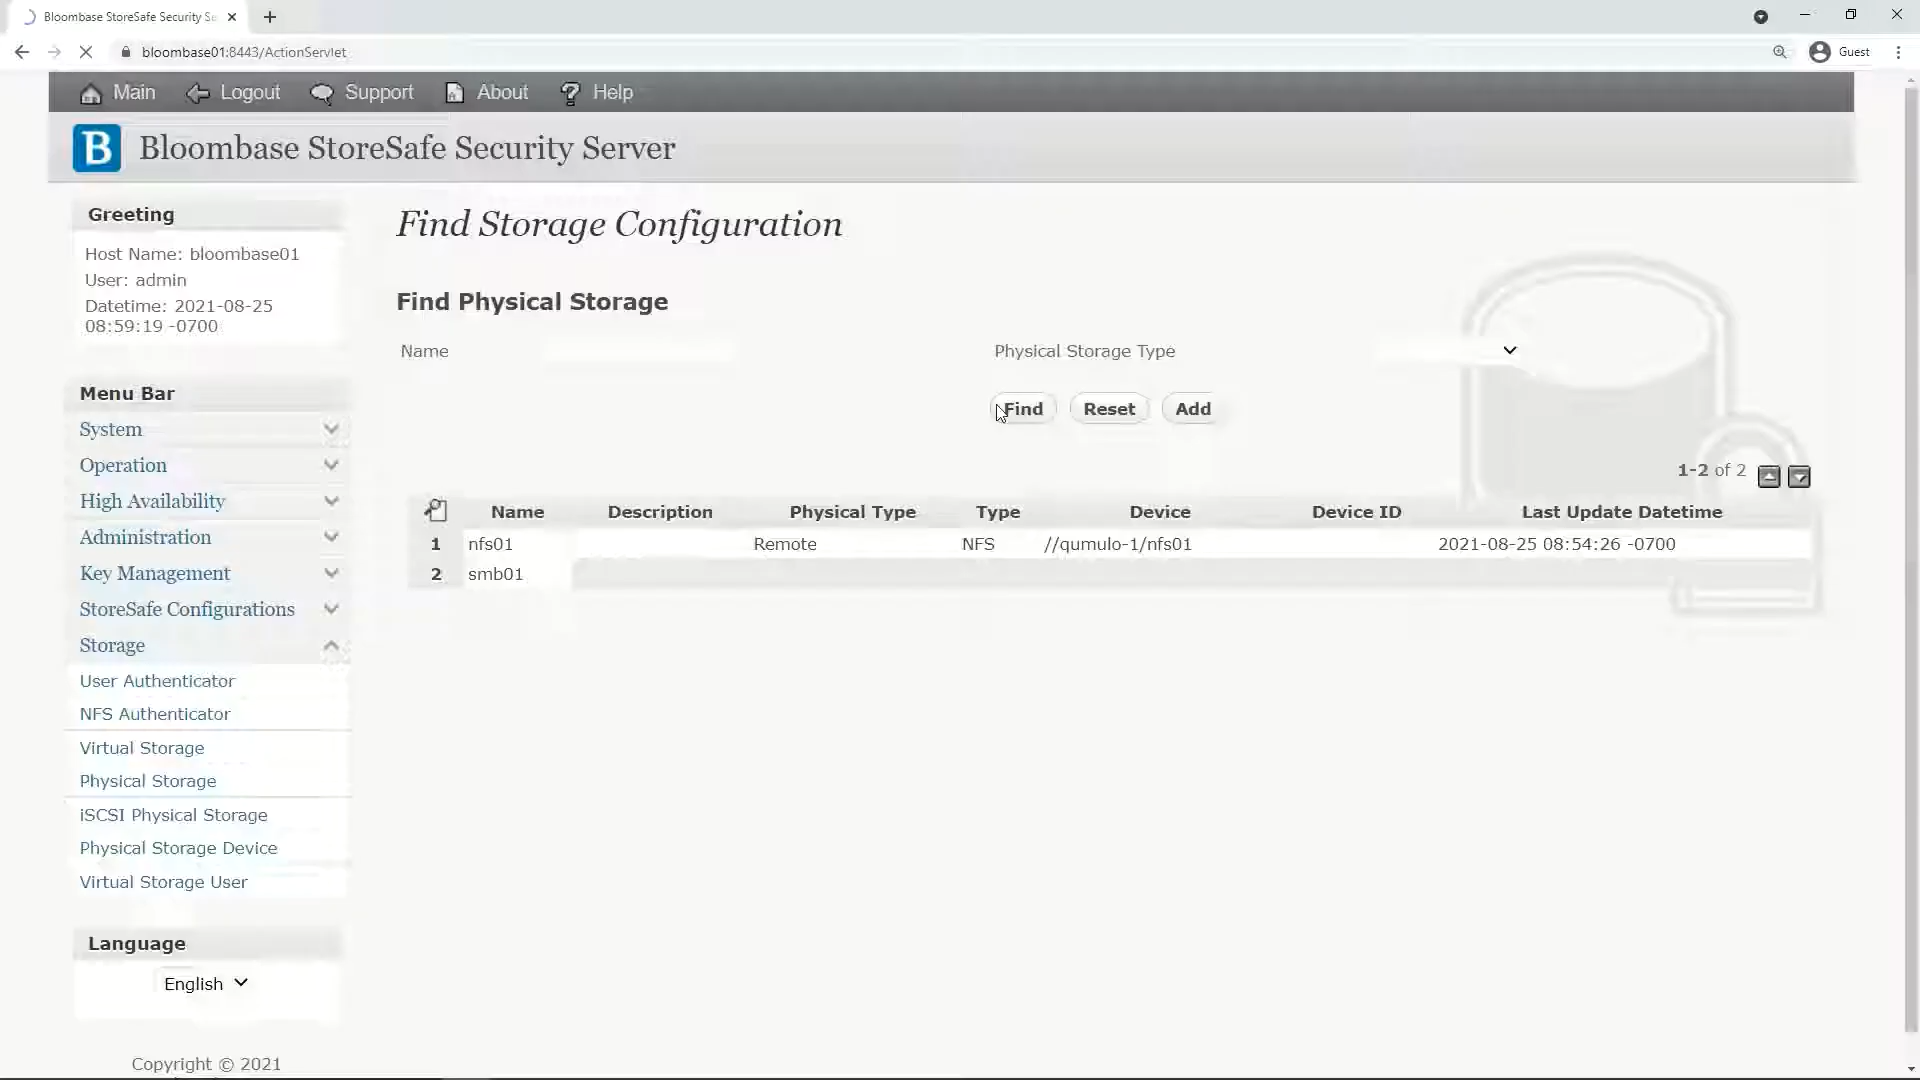 Bloombase StoreSafe Security Se
bloombase01:8443/ActionServlet
Guest
Main
Logout
Support
About
Help
B Bloombase StoreSafe Security Server
Greeting
Host Name: bloombase01
User: admin
Datetime: 2021-08-25
08:59:19 -0700
Menu Bar
System
Operation
High Availability
Administration
Key Management
StoreSafe Configurations
Storage
User Authenticator
NFS Authenticator
Virtual Storage
Physical Storage
iSCSI Physical Storage
Physical Storage Device
Virtual Storage User
Language
English
Copyright © 2021
Find Storage Configuration
Find Physical Storage
Name
Physical Storage Type
Find Reset Add
1-2 of 2
Name Description Physical Type Type Device Device ID Last Update Datetime
1 nfs01 Remote NFS //qumulo-1/nfs01 2021-08-25 08:54:26 -0700
2 smb01